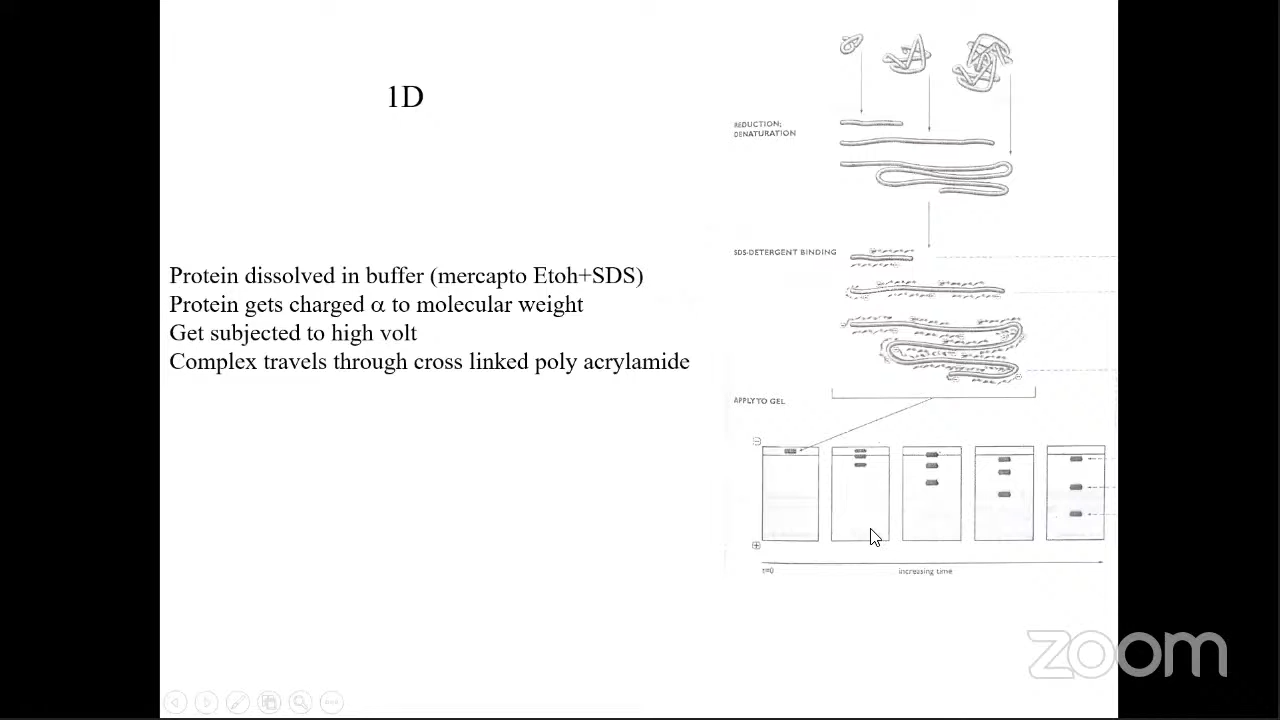 1D
Protein dissolved in buffer (mercapto Etoh+SDS)
Protein gets charged α to molecular weight
Get subjected to high volt
Complex travels through cross linked poly acrylamide
REDUCTION;
DENATURATION
SDS-DETERGENT BINDING
APPLY TO GEL
t=0
increasing time
zoom